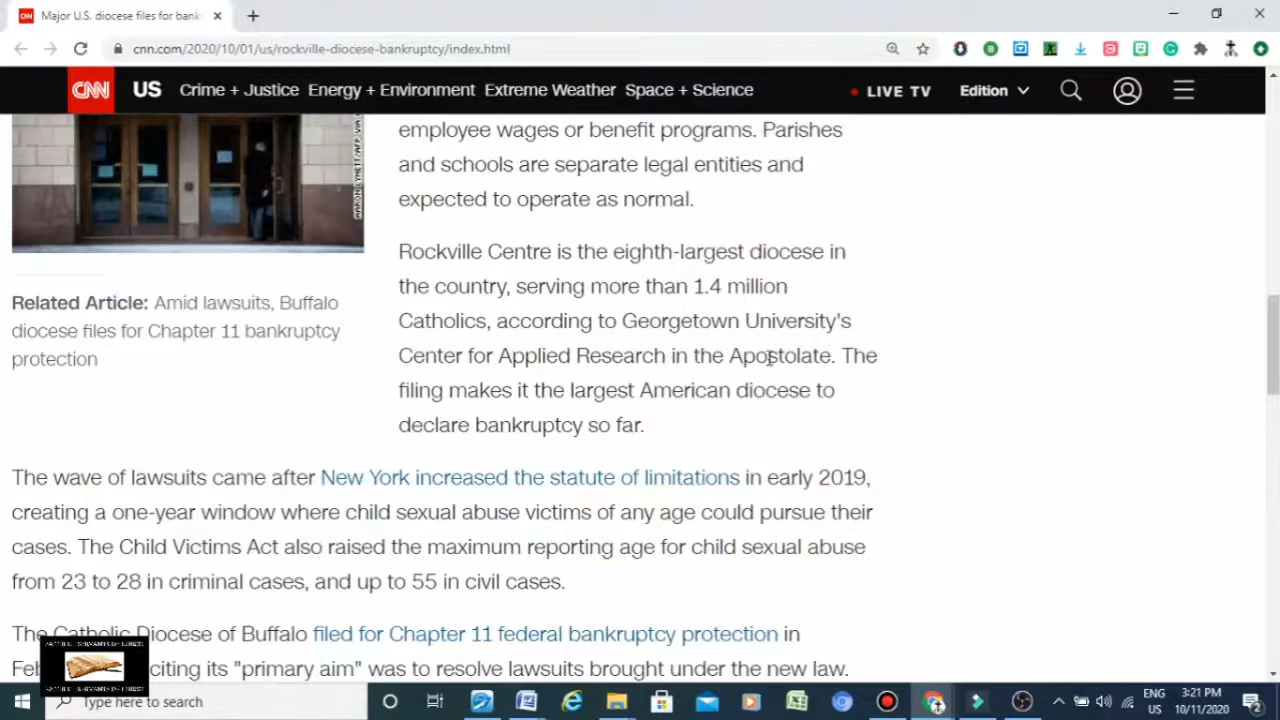 Major U.S. diocese files for bank
cnn.com/2020/10/01/us/rockville-diocese-bankruptcy/index.html
CNN US Crime + Justice Energy + Environment Extreme Weather Space + Science LIVE TV Edition
employee wages or benefit programs. Parishes
and schools are separate legal entities and
expected to operate as normal.
Rockville Centre is the eighth-largest diocese in
the country, serving more than 1.4 million
Catholics, according to Georgetown University's
Center for Applied Research in the Apostolate. The
filing makes it the largest American diocese to
declare bankruptcy so far.
Related Article: Amid lawsuits, Buffalo
diocese files for Chapter 11 bankruptcy
protection
The wave of lawsuits came after New York increased the statute of limitations in early 2019,
creating a one-year window where child sexual abuse victims of any age could pursue their
cases. The Child Victims Act also raised the maximum reporting age for child sexual abuse
from 23 to 28 in criminal cases, and up to 55 in civil cases.
The Catholic Diocese of Buffalo filed for Chapter 11 federal bankruptcy protection in
citing its "primary aim" was to resolve lawsuits brought under the new law.
Type here to search
ENG
US
3:21 PM
10/11/2020
2